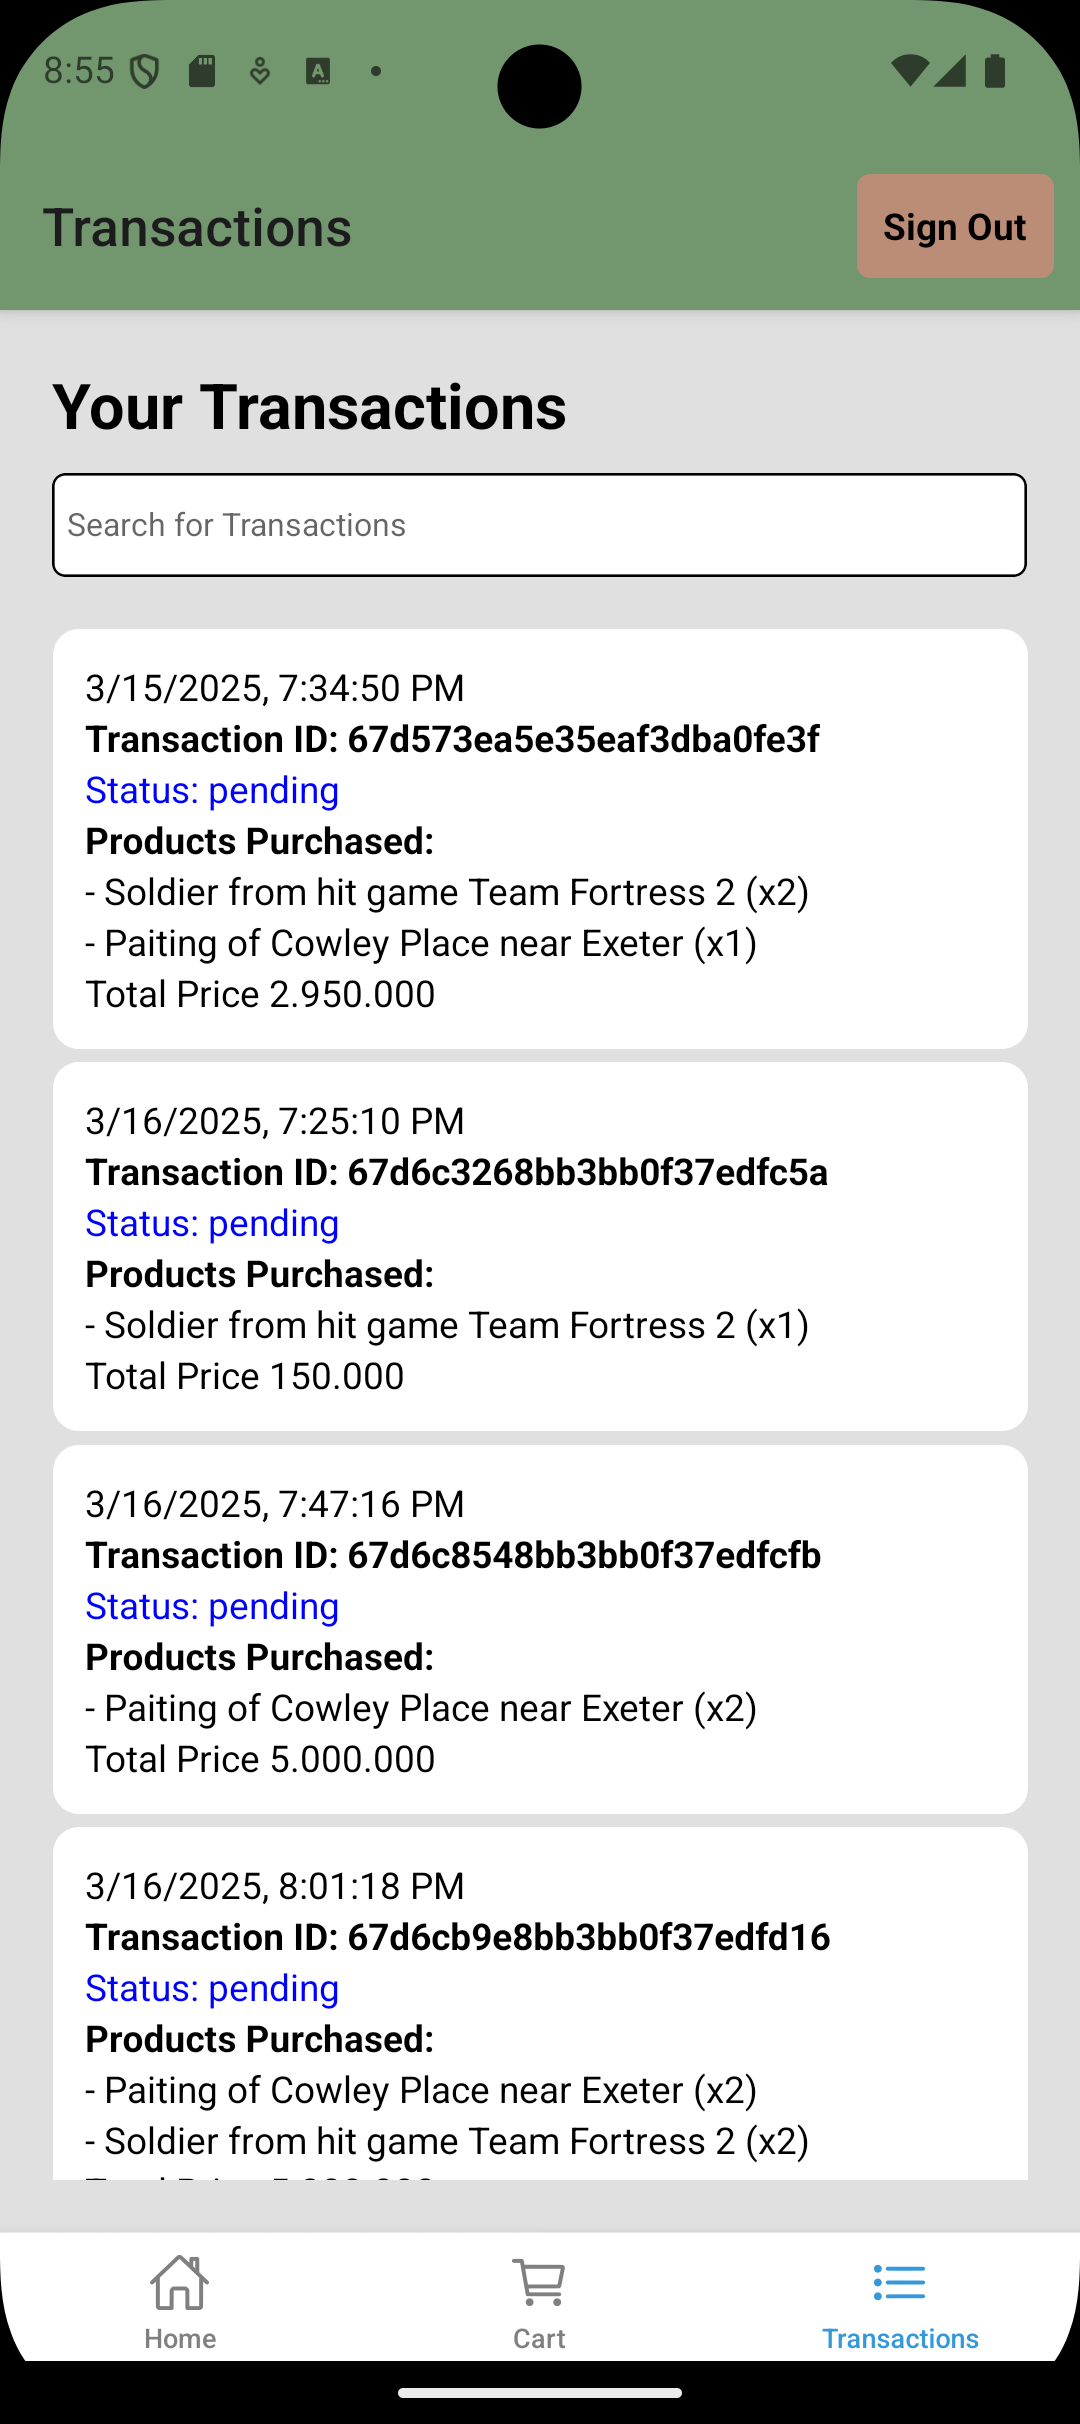 8:55
Transactions
Sign Out
Your Transactions
Search for Transactions
3/15/2025, 7:34:50 PM
Transaction ID: 67d573ea5e35eaf3dba0fe3f
Status: pending
Products Purchased:
- Soldier from hit game Team Fortress 2 (x2)
- Paiting of Cowley Place near Exeter (x1)
Total Price 2.950.000
3/16/2025, 7:25:10 PM
Transaction ID: 67d6c3268bb3bb0f37edfc5a
Status: pending
Products Purchased:
- Soldier from hit game Team Fortress 2 (x1)
Total Price 150.000
3/16/2025, 7:47:16 PM
Transaction ID: 67d6c8548bb3bb0f37edfcfb
Status: pending
Products Purchased:
- Paiting of Cowley Place near Exeter (x2)
Total Price 5.000.000
3/16/2025, 8:01:18 PM
Transaction ID: 67d6cb9e8bb3bb0f37edfd16
Status: pending
Products Purchased:
- Paiting of Cowley Place near Exeter (x2)
- Soldier from hit game Team Fortress 2 (x2)
Home
Cart
Transactions